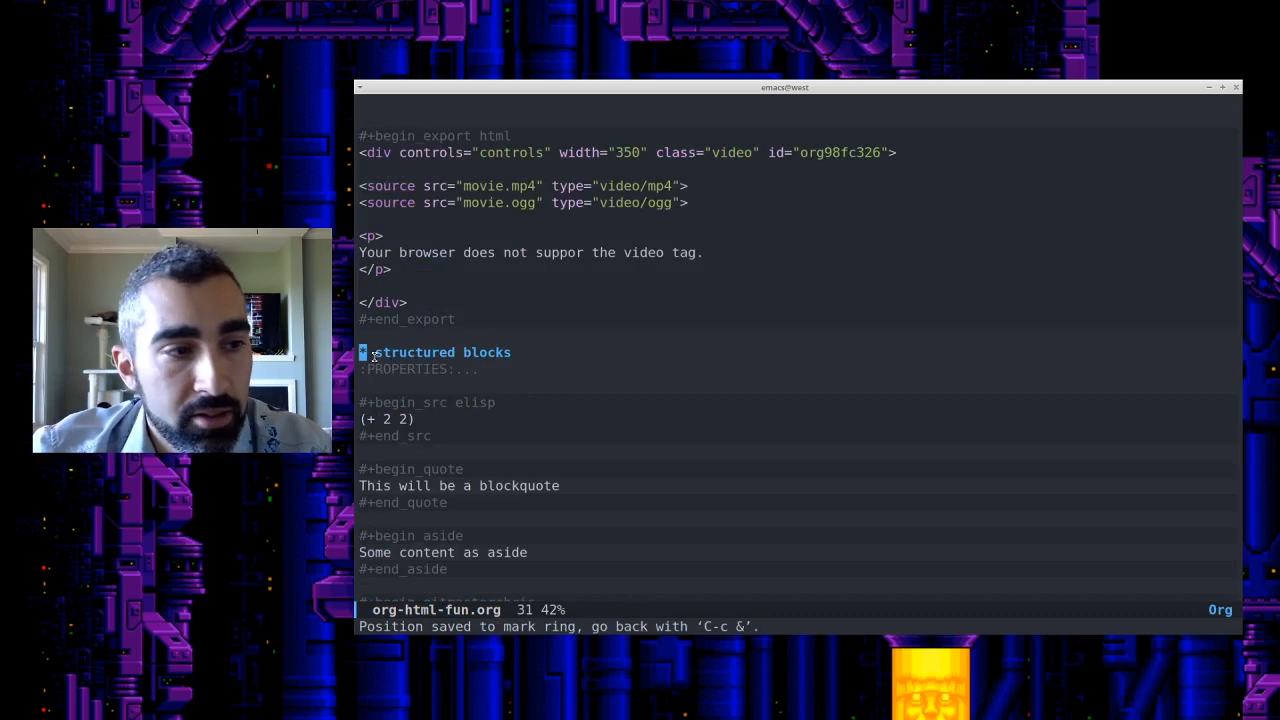 emacs@west
#+begin_export html
<div controls="controls" width="350" class="video" id="org98fc326">
<source src="movie.mp4" type="video/mp4">
<source src="movie.ogg" type="video/ogg">
<p>
Your browser does not suppor the video tag.
</p>
</div>
#+end_export
* structured blocks
:PROPERTIES:...
#+begin_src elisp
(+ 2 2)
#+end_src
#+begin_quote
This will be a blockquote
#+end_quote
#+begin_aside
Some content as aside
#+end_aside
org-html-fun.org 31 42% Org
Position saved to mark ring, go back with ‘C-c &’.